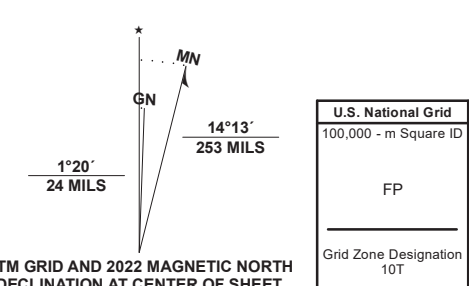 ★
MN
GN
14°13´
253 MILS
1°20´
24 MILS
TM GRID AND 2022 MAGNETIC NORTH
DECLINATION AT CENTER OF SHEET
U.S. National Grid
100,000 - m Square ID
FP
Grid Zone Designation
10T